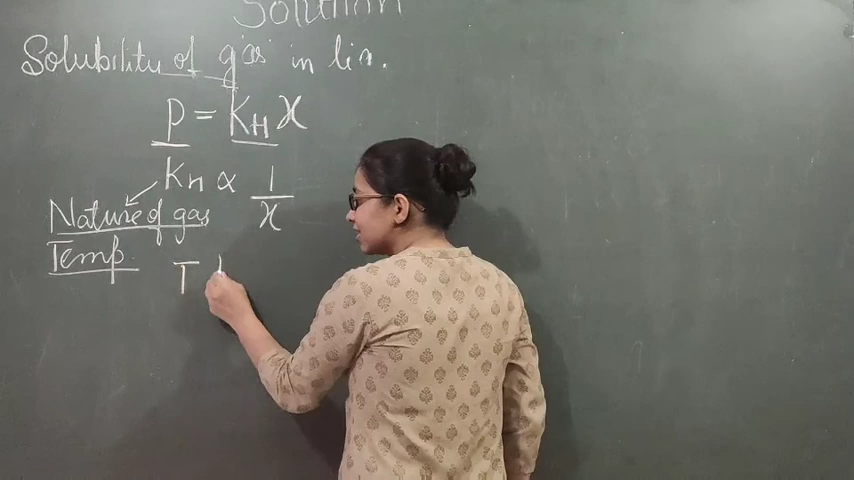 Solution
Solubility of gas in liq.
p = KH x
KH ∝ 1/x
Nature of gas
Temp.
T